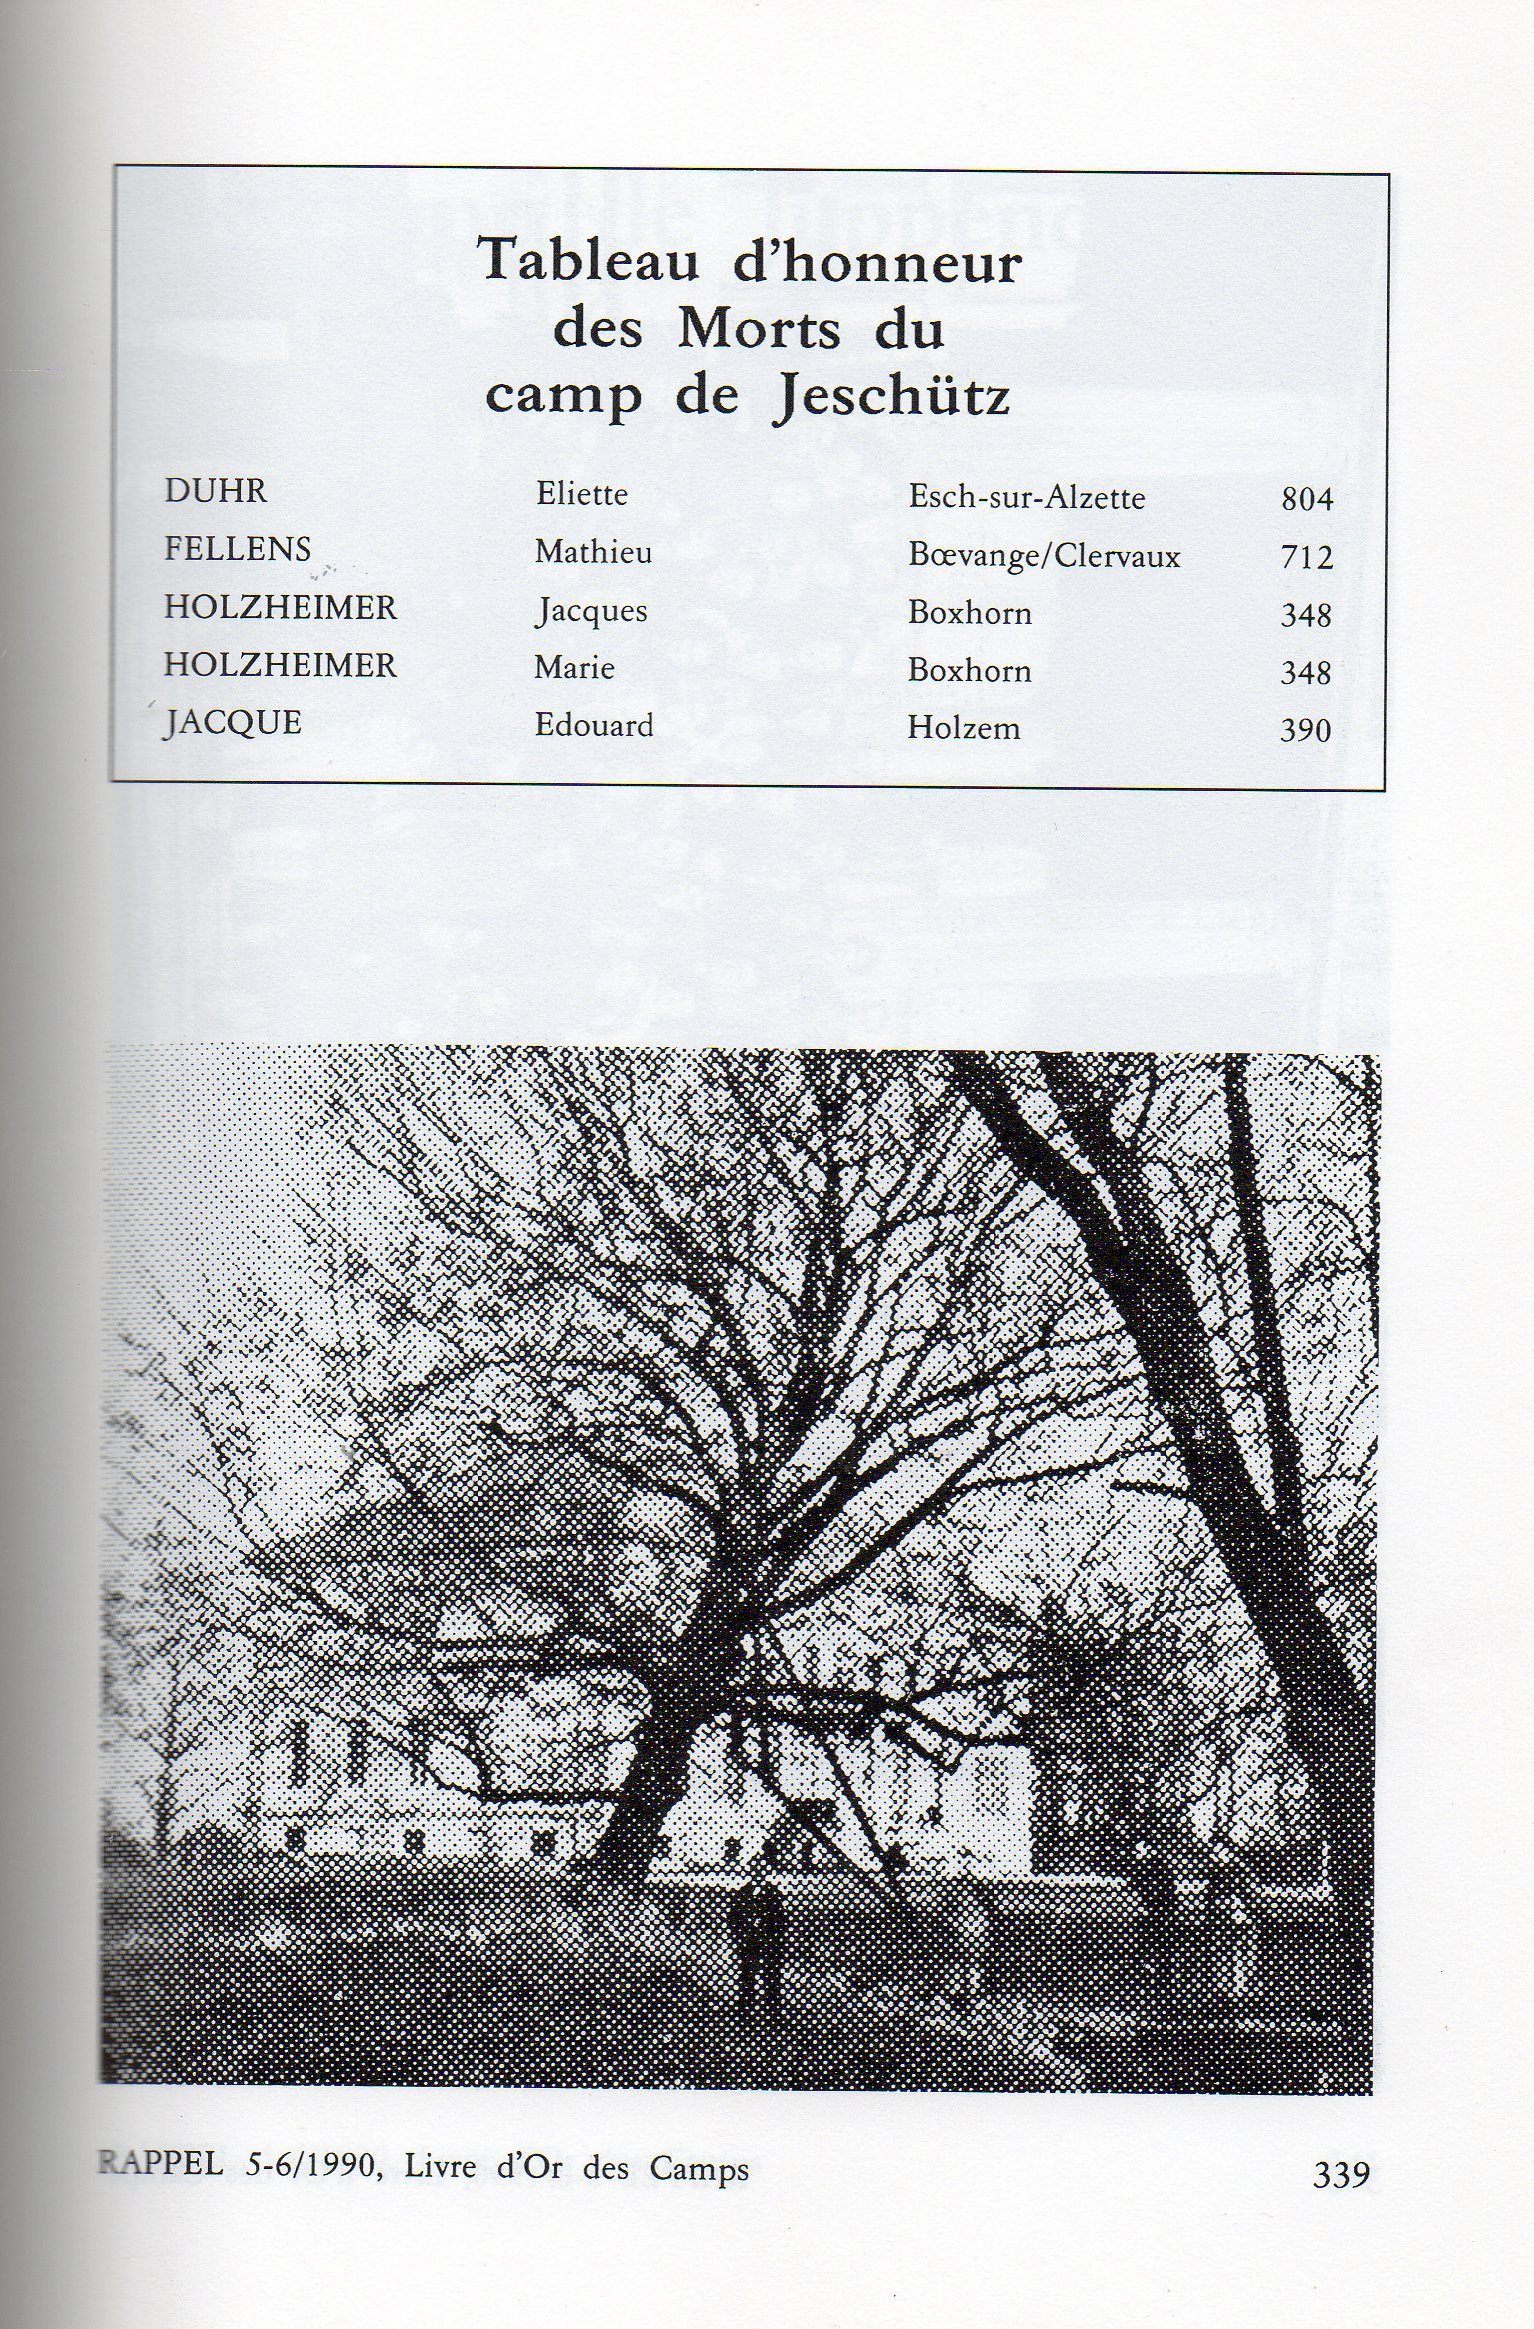 Tableau d'honneur
des Morts du
camp de Jeschütz
DUHR Eliette Esch-sur-Alzette 804
FELLENS Mathieu Bœvange/Clervaux 712
HOLZHEIMER Jacques Boxhorn 348
HOLZHEIMER Marie Boxhorn 348
JACQUE Edouard Holzem 390
RAPPEL 5-6/1990, Livre d'Or des Camps 339